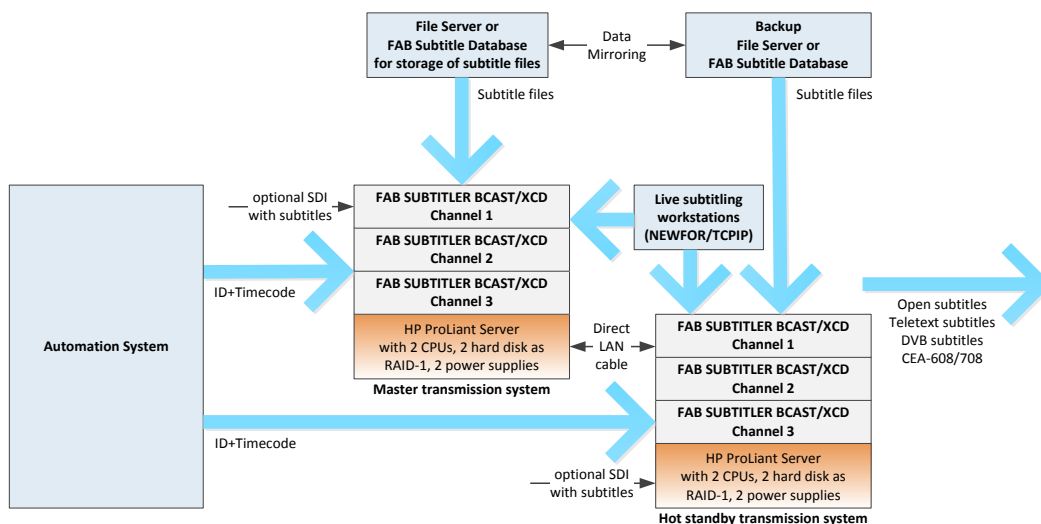 File Server or
FAB Subtitle Database
for storage of subtitle files
Data
Mirroring
Backup
File Server or
FAB Subtitle Database
Subtitle files
Subtitle files
Automation System
optional SDI
with subtitles
FAB SUBTITLER BCAST/XCD
Channel 1
FAB SUBTITLER BCAST/XCD
Channel 2
FAB SUBTITLER BCAST/XCD
Channel 3
HP ProLiant Server
with 2 CPUs, 2 hard disk as
RAID-1, 2 power supplies
Master transmission system
Live subtitling
workstations
(NEWFOR/TCPIP)
ID+Timecode
Direct
LAN
cable
FAB SUBTITLER BCAST/XCD
Channel 1
FAB SUBTITLER BCAST/XCD
Channel 2
FAB SUBTITLER BCAST/XCD
Channel 3
HP ProLiant Server
with 2 CPUs, 2 hard disk as
RAID-1, 2 power supplies
Hot standby transmission system
Open subtitles
Teletext subtitles
DVB subtitles
CEA-608/708
ID+Timecode
optional SDI
with subtitles